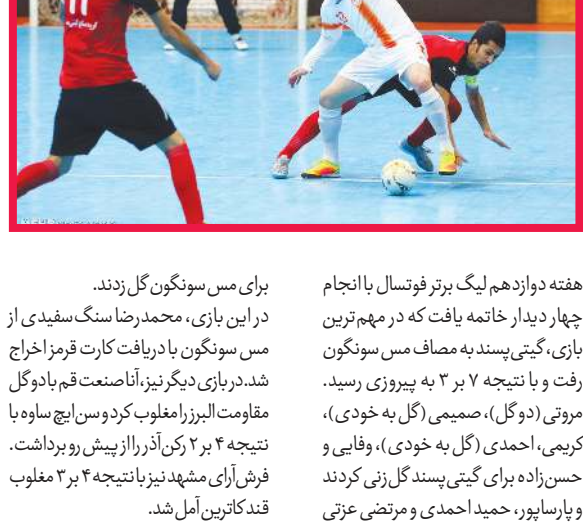 هفته دوازدهم لیگ برتر فوتسال با انجام
چهار دیدار خاتمه یافت که در مهم ترین
بازی، گیتی‌پسند به مصاف مس سونگون
رفت و با نتیجه ۷ بر ۳ به پیروزی رسید.
مروتی (دو گل)، صمیمی (گل به خودی)،
کریمی، احمدی (گل به خودی)، وفایی و
حسن‌زاده برای گیتی‌پسند گل‌زنی کردند
و پارساپور، حمید احمدی و مرتضی عزتی
برای مس سونگون گل زدند.
در این بازی، محمدرضا سنگ‌سفیدی از
مس سونگون با دریافت کارت قرمز اخراج
شد.در بازی دیگر نیز، آناصنعت قم با دو گل
مقاومت البرز را مغلوب کرد و سن‌ایچ ساوه با
نتیجه ۴ بر ۲ رکن‌آذر را از پیش رو برداشت.
فرش‌آرای مشهد نیز با نتیجه ۴ بر ۳ مغلوب
قند کاترین آمل شد.